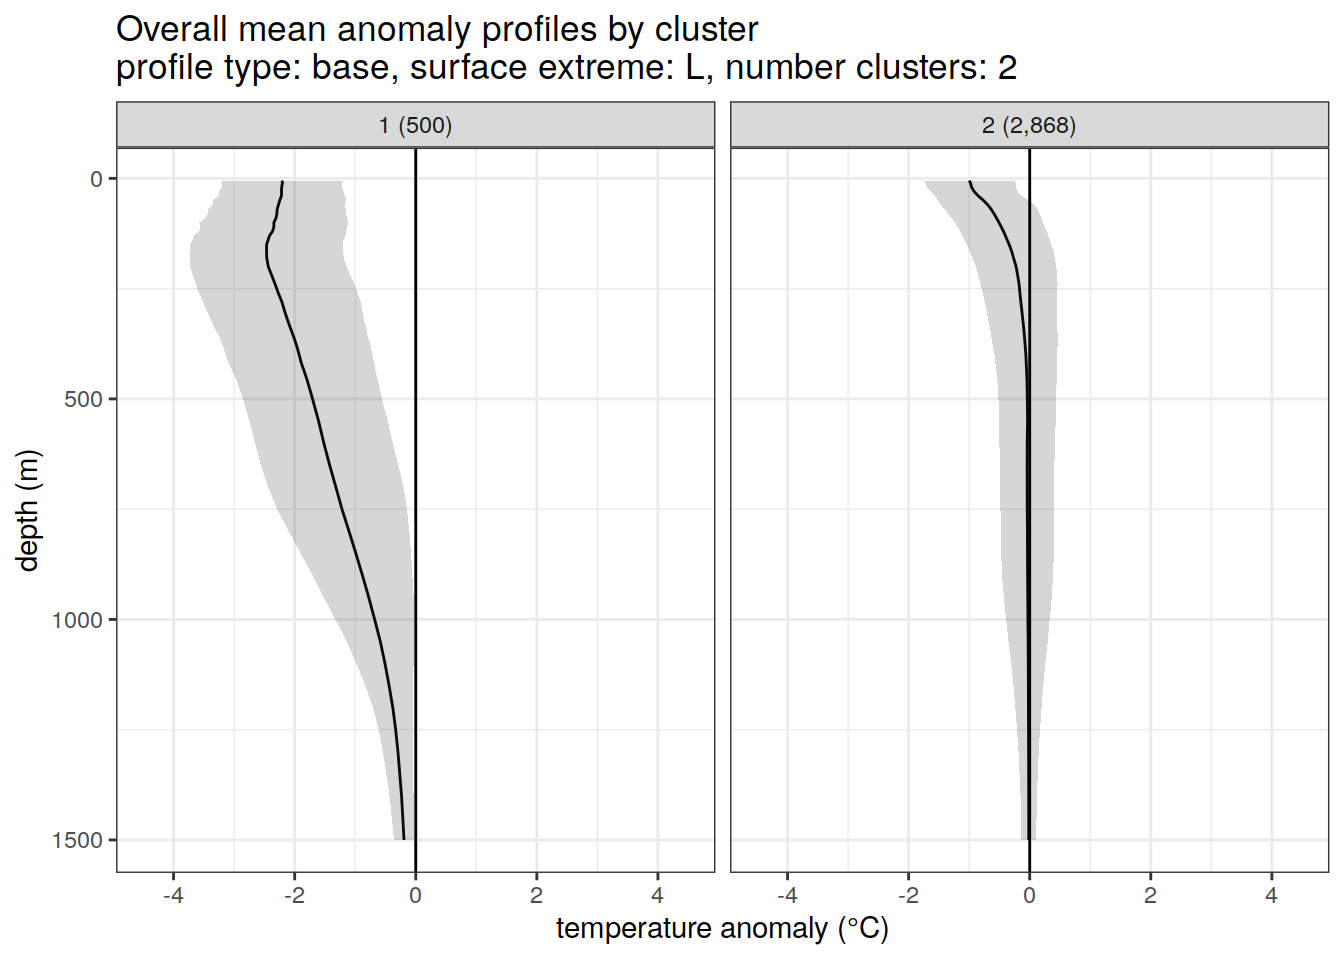 Overall mean anomaly profiles by cluster
profile type: base, surface extreme: L, number clusters: 2
1 (500)
2 (2,868)
0
500
1000
1500
depth (m)
-4 -2 0 2 4
-4 -2 0 2 4
temperature anomaly (°C)